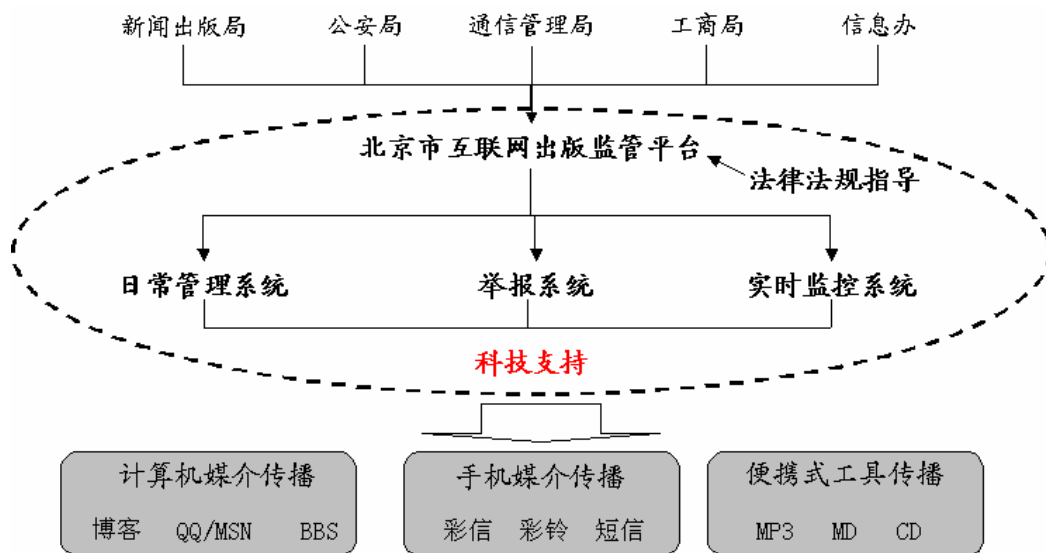 新闻出版局 公安局 通信管理局 工商局 信息办
北京市互联网出版监管平台
法律法规指导
日常管理系统 举报系统 实时监控系统
科技支持
计算机媒介传播 手机媒介传播 便携式工具传播
博客 QQ/MSN BBS 彩信 彩铃 短信 MP3 MD CD